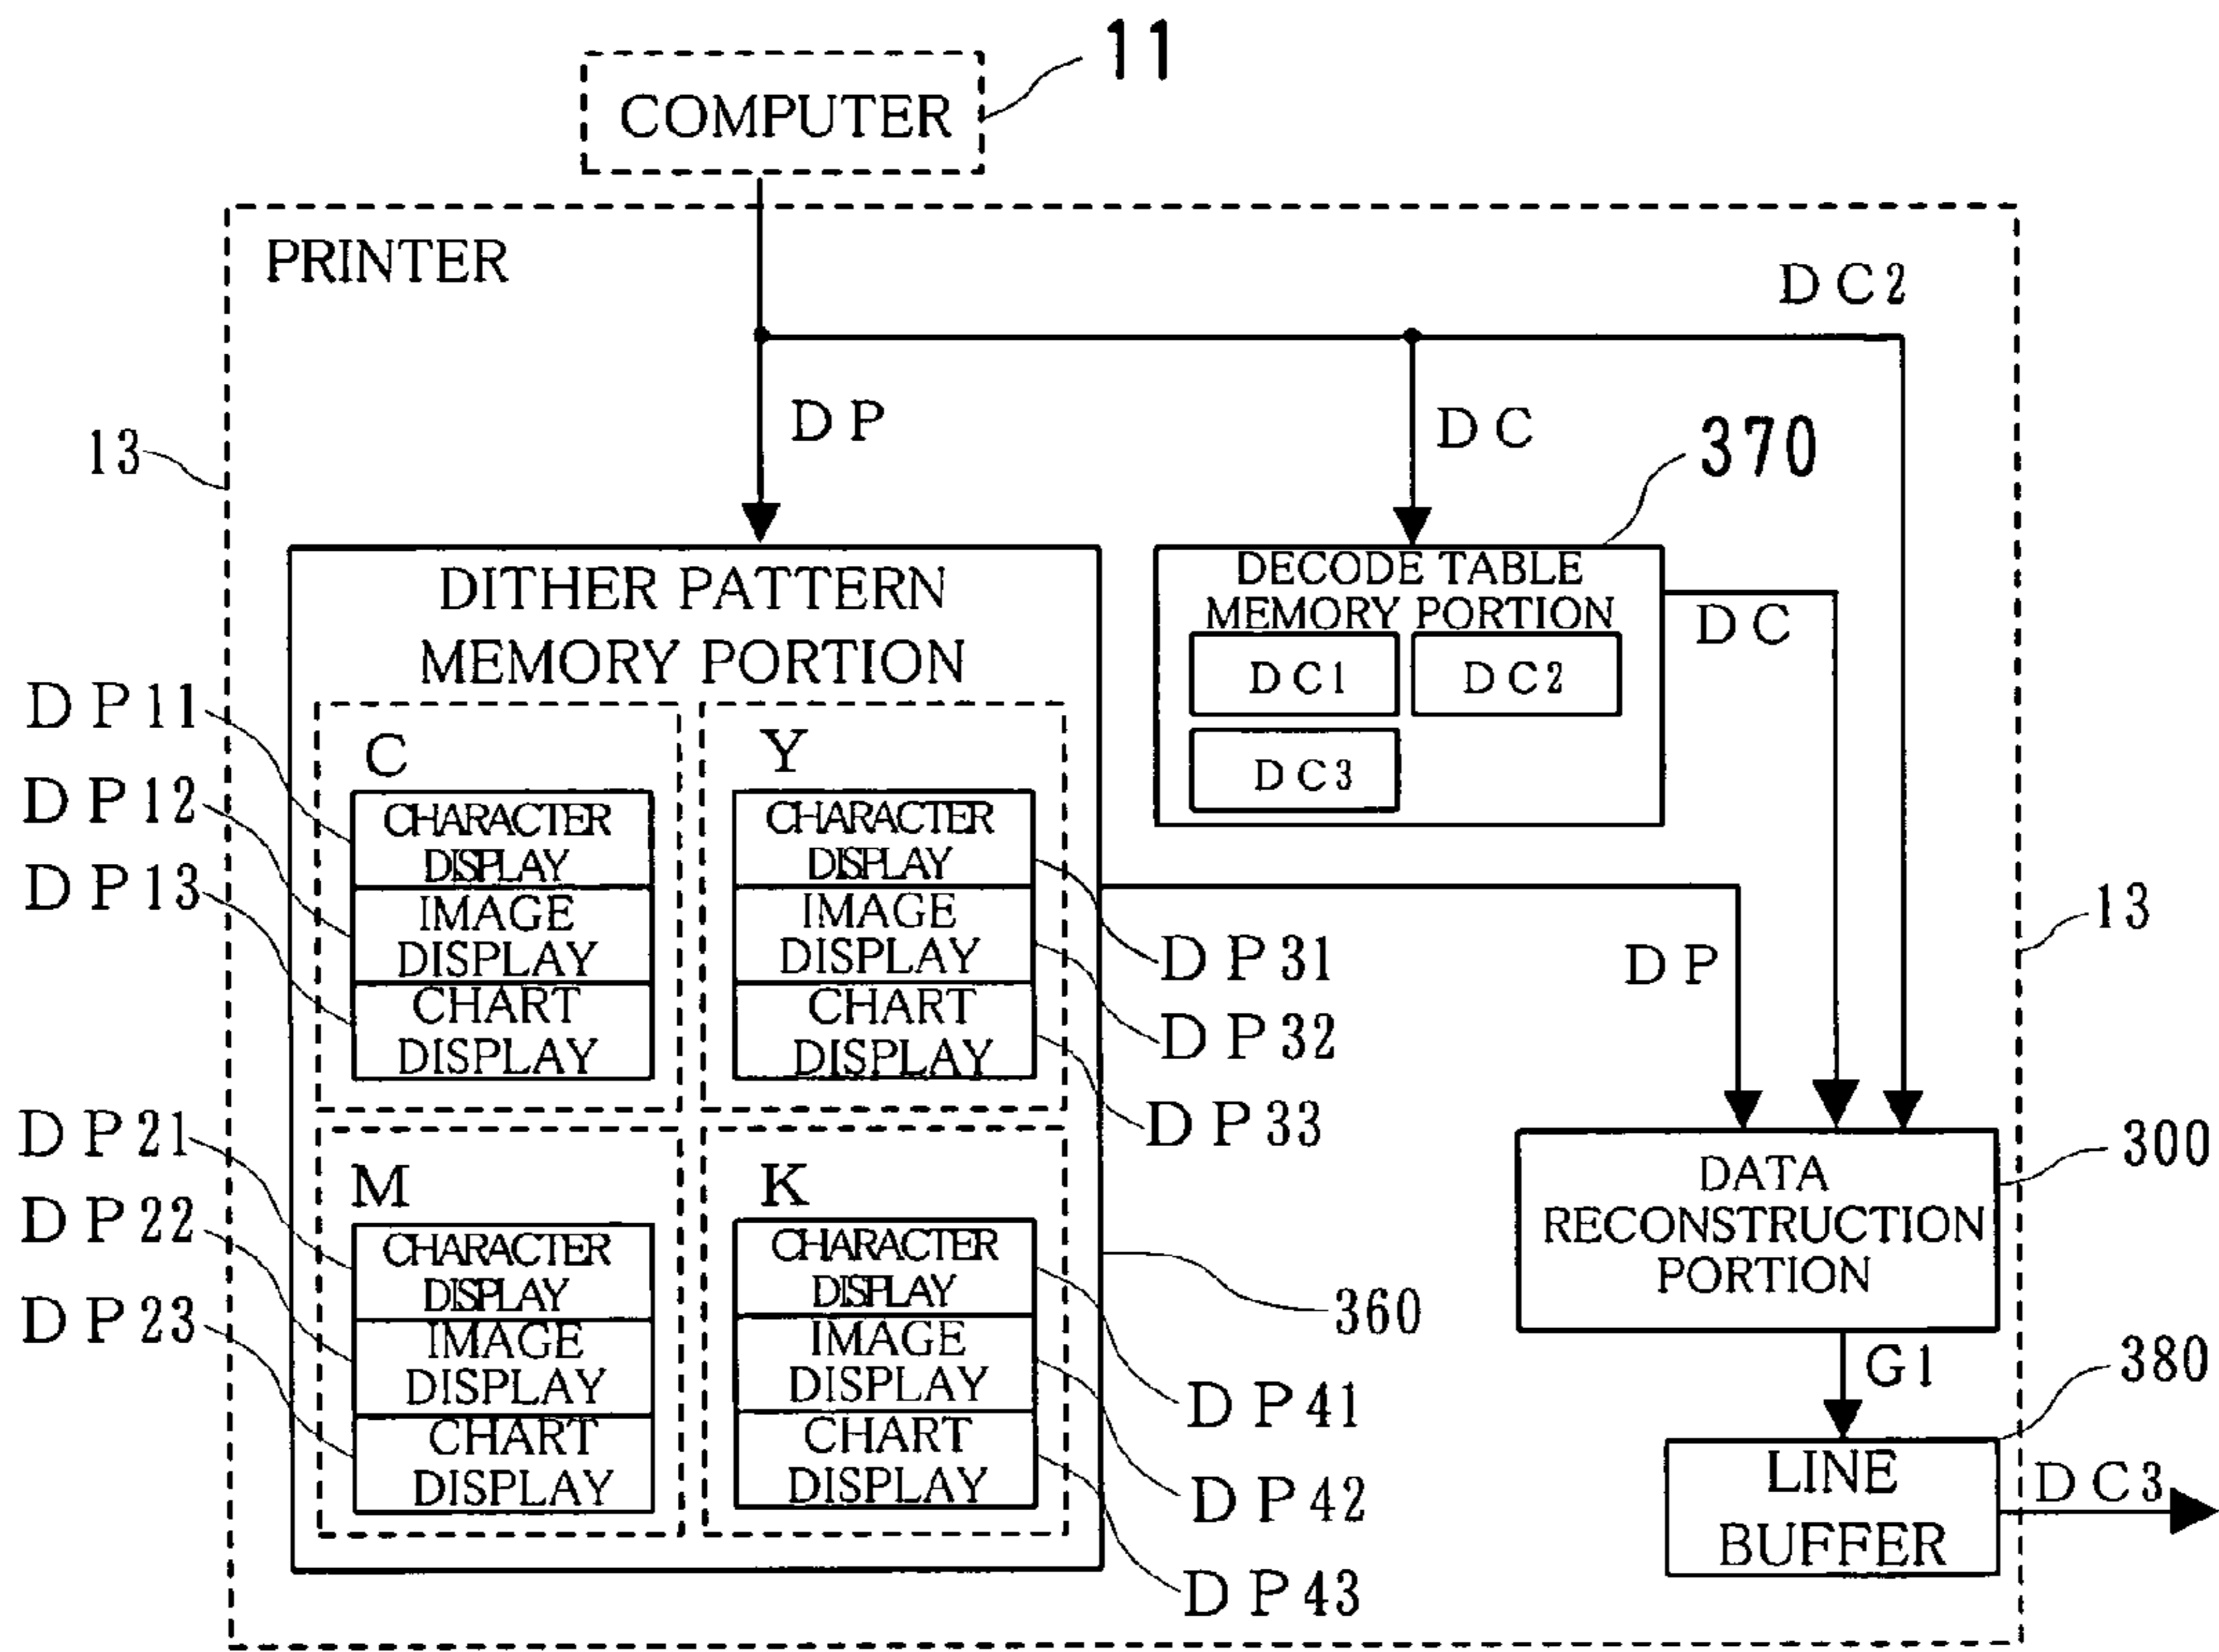 11
COMPUTER
PRINTER
DC2
DP
DC
13
370
DITHER PATTERN
MEMORY PORTION
DECODE TABLE
MEMORY PORTION
DC1
DC2
DC3
DC
DP11
DP12
DP13
C
CHARACTER
DISPLAY
IMAGE
DISPLAY
CHART
DISPLAY
Y
CHARACTER
DISPLAY
IMAGE
DISPLAY
CHART
DISPLAY
DP31
DP32
DP33
DP
13
DP21
DP22
DP23
M
CHARACTER
DISPLAY
IMAGE
DISPLAY
CHART
DISPLAY
K
CHARACTER
DISPLAY
IMAGE
DISPLAY
CHART
DISPLAY
360
DP41
DP42
DP43
300
DATA
RECONSTRUCTION
PORTION
G1
380
LINE
BUFFER
DC3